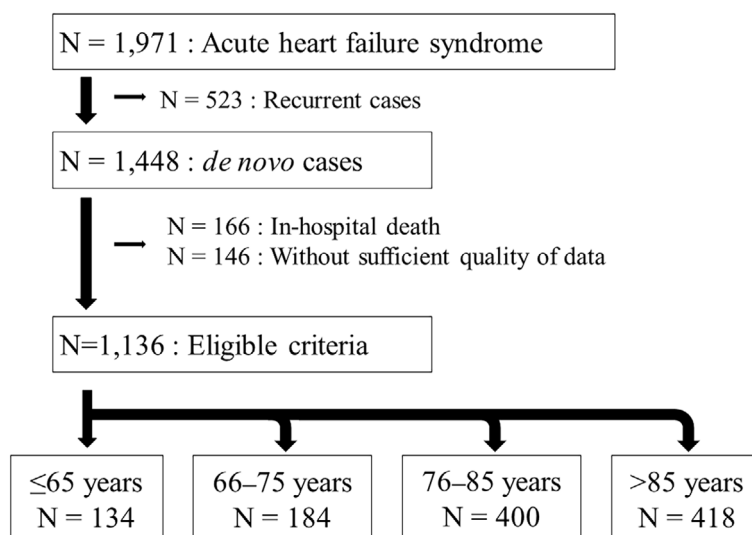 N = 1,971 : Acute heart failure syndrome
N = 523 : Recurrent cases
N = 1,448 : de novo cases
N = 166 : In-hospital death
N = 146 : Without sufficient quality of data
N=1,136 : Eligible criteria
≤65 years
N = 134
66–75 years
N = 184
76–85 years
N = 400
>85 years
N = 418